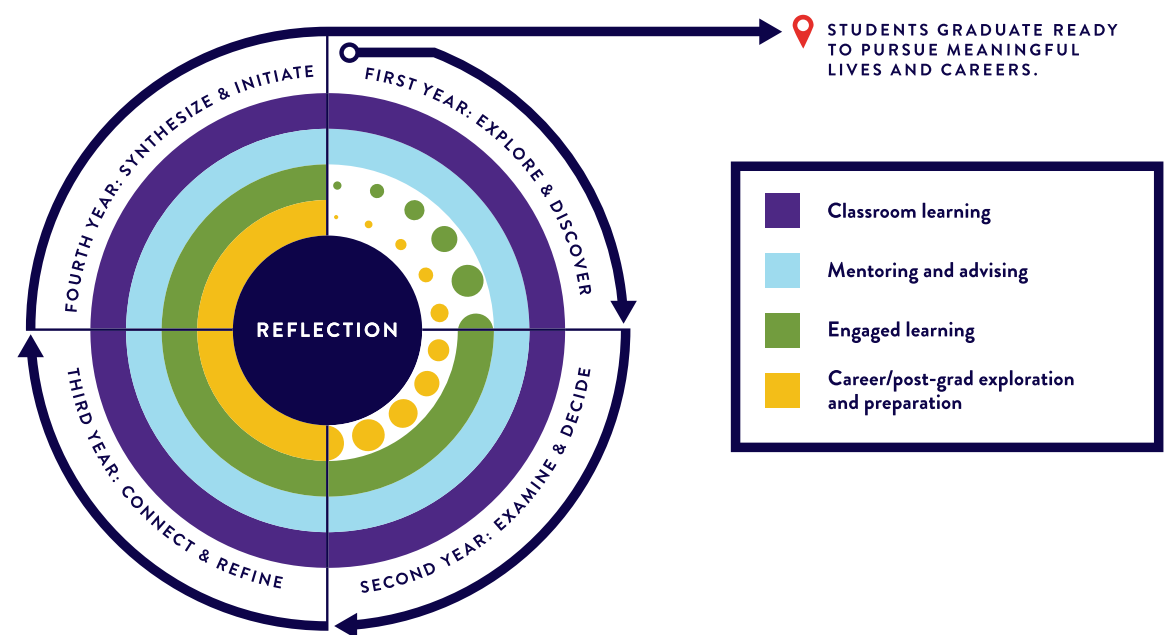 STUDENTS GRADUATE READY
TO PURSUE MEANINGFUL
LIVES AND CAREERS.
FIRST YEAR: EXPLORE & DISCOVER
SECOND YEAR: EXAMINE & DECIDE
THIRD YEAR: CONNECT & REFINE
FOURTH YEAR: SYNTHESIZE & INITIATE
REFLECTION
Classroom learning
Mentoring and advising
Engaged learning
Career/post-grad exploration
and preparation